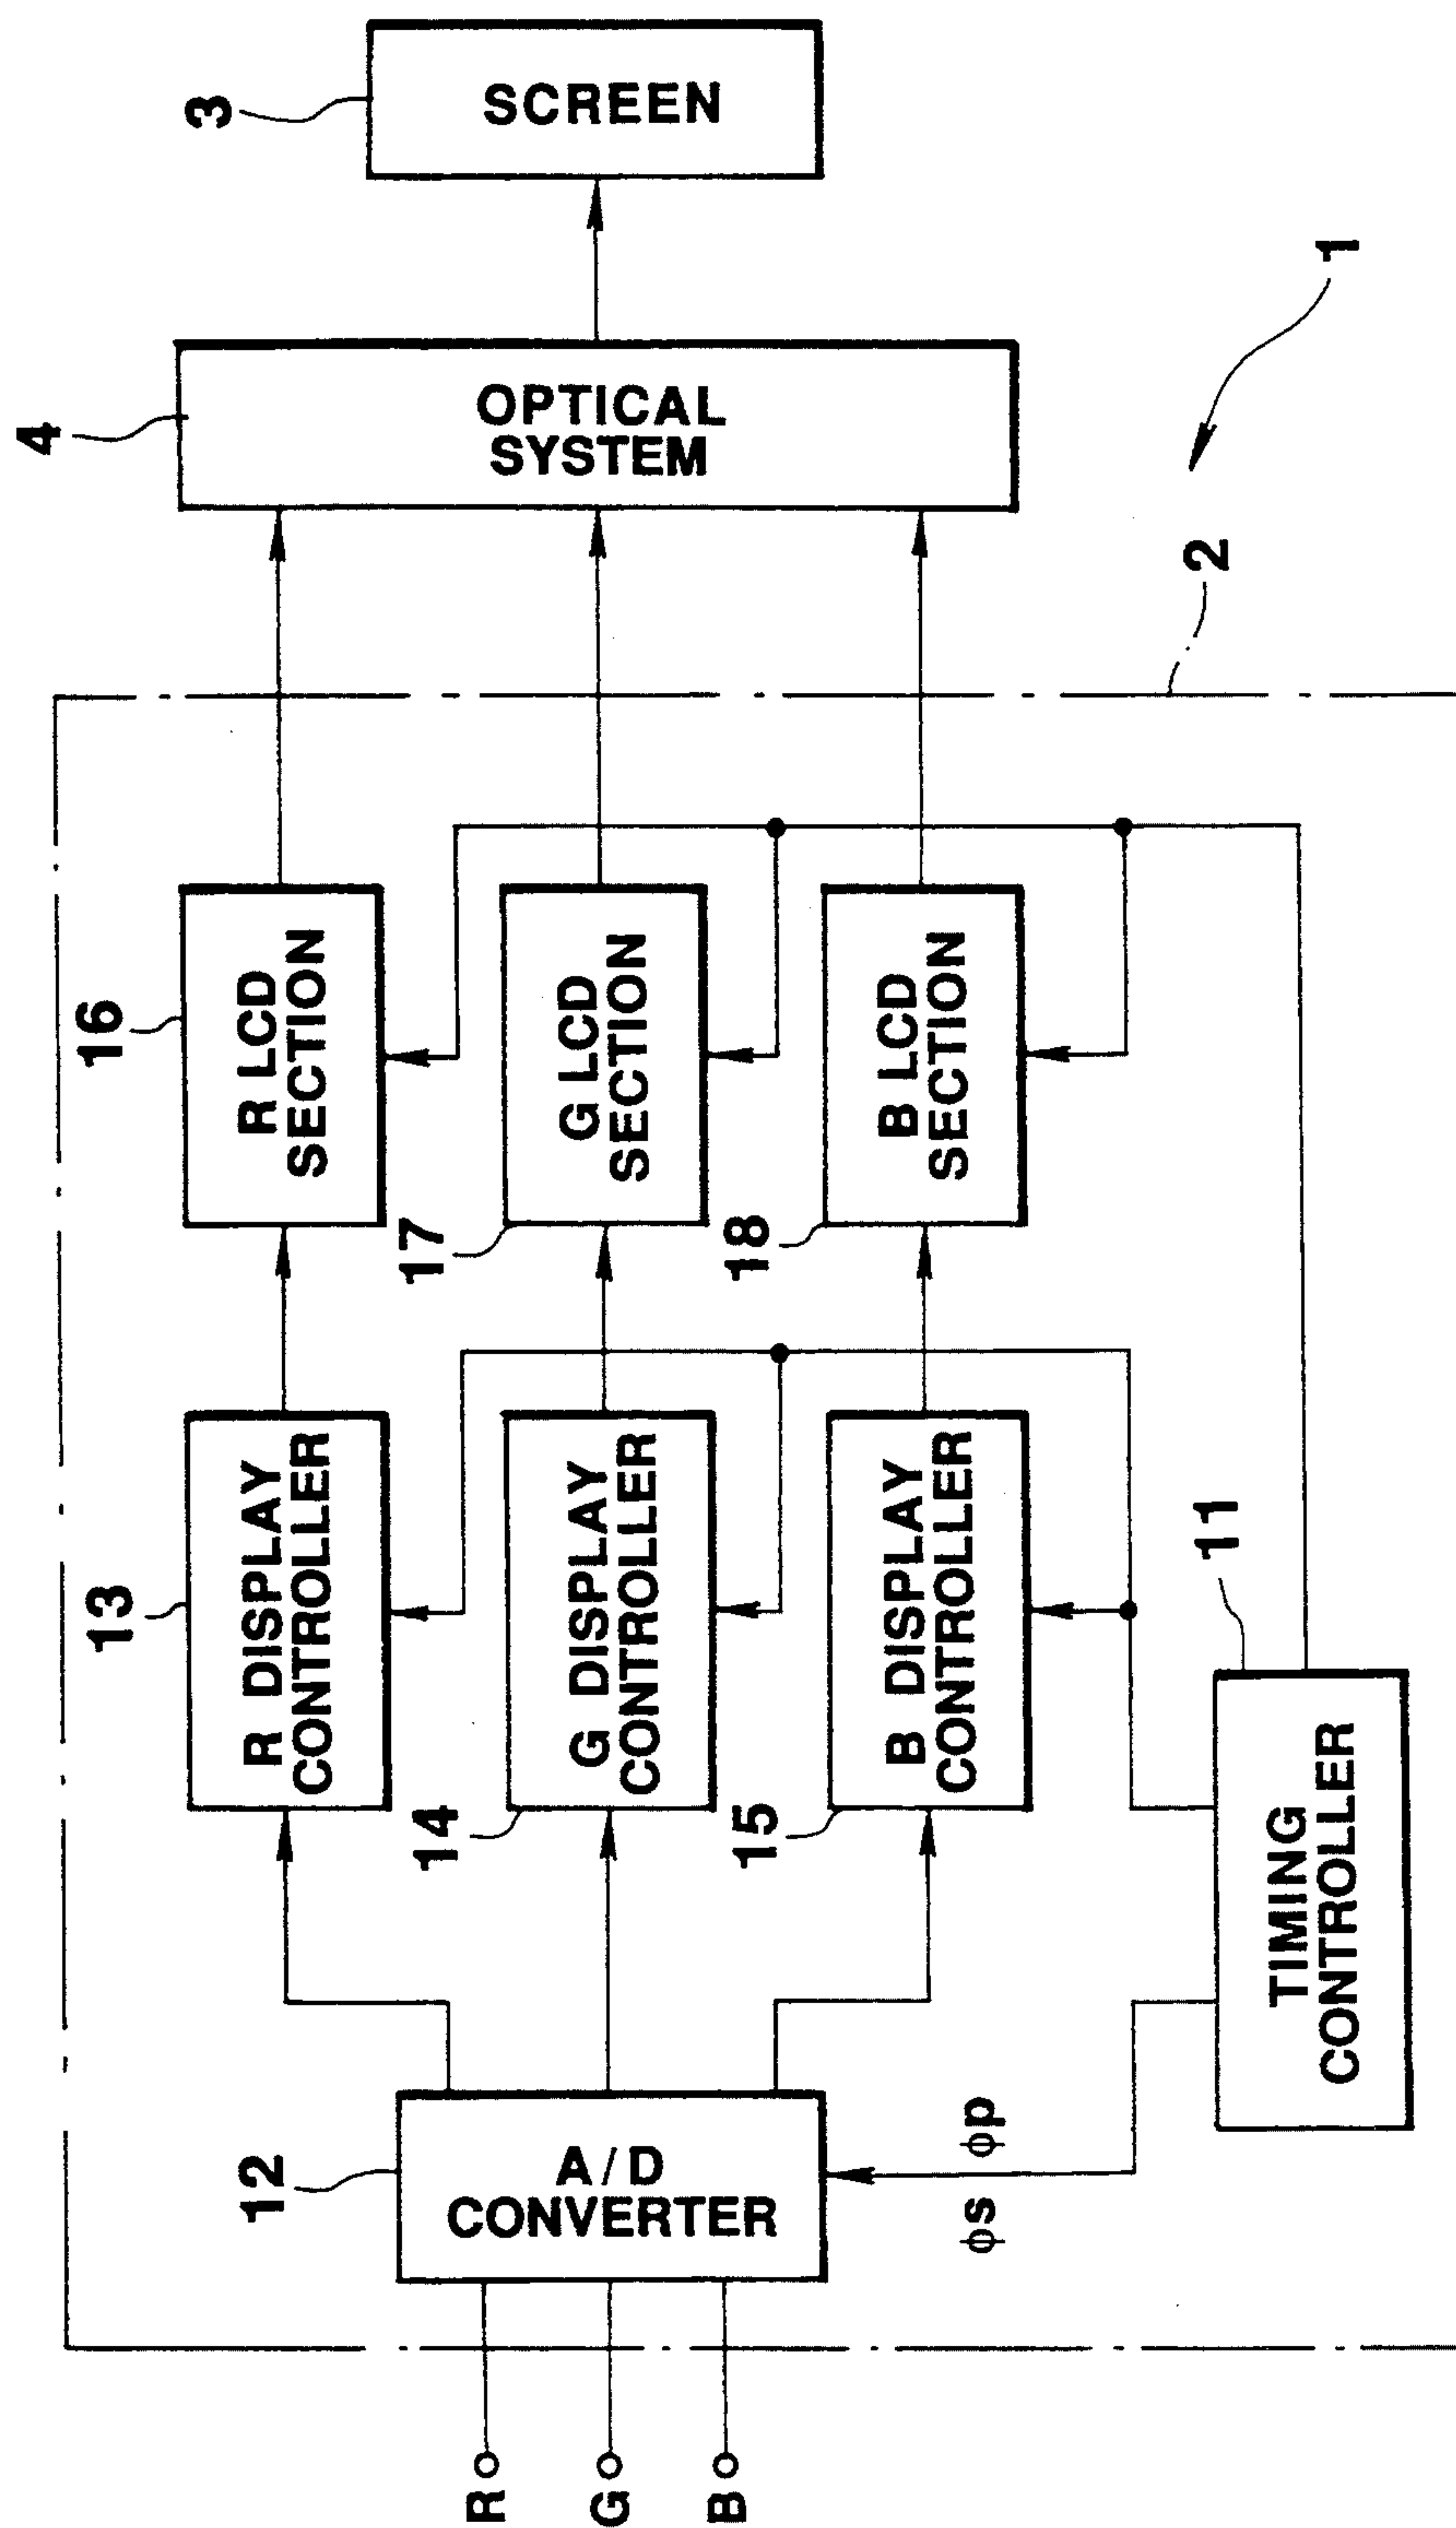 R
G
B
12
A/D
CONVERTER
φs φp
13
R DISPLAY
CONTROLLER
14
G DISPLAY
CONTROLLER
15
B DISPLAY
CONTROLLER
TIMING
CONTROLLER
11
16
R LCD
SECTION
17
G LCD
SECTION
18
B LCD
SECTION
2
1
4
OPTICAL
SYSTEM
3
SCREEN